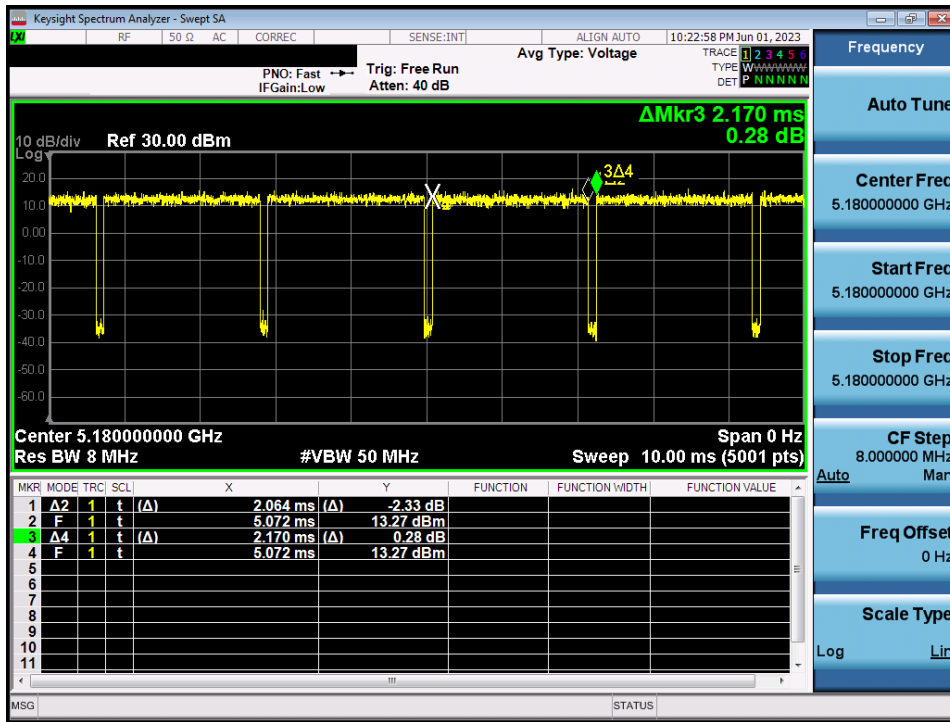 Keysight Spectrum Analyzer - Swept SA
LXI RF 50 Ω AC CORREC SENSE:INT ALIGN AUTO 10:22:58 PM Jun 01, 2023
Avg Type: Voltage TRACE 1 2 3 4 5 6
PNO: Fast Trig: Free Run TYPE WWWWWW
IFGain:Low Atten: 40 dB DET P N N N N N
ΔMkr3 2.170 ms
0.28 dB
10 dB/div Ref 30.00 dBm
Log
20.0
10.0
0.00
-10.0
-20.0
-30.0
-40.0
-50.0
-60.0
3Δ4
Center 5.180000000 GHz Span 0 Hz
Res BW 8 MHz #VBW 50 MHz Sweep 10.00 ms (5001 pts)
MKR MODE TRC SCL X Y FUNCTION FUNCTION WIDTH FUNCTION VALUE
1 Δ2 1 t (Δ) 2.064 ms (Δ) -2.33 dB
2 F 1 t 5.072 ms 13.27 dBm
3 Δ4 1 t (Δ) 2.170 ms (Δ) 0.28 dB
4 F 1 t 5.072 ms 13.27 dBm
5
6
7
8
9
10
11
MSG STATUS
Frequency
Auto Tune
Center Freq
5.180000000 GHz
Start Freq
5.180000000 GHz
Stop Freq
5.180000000 GHz
CF Step
8.000000 MHz
Auto Man
Freq Offset
0 Hz
Scale Type
Log Lin